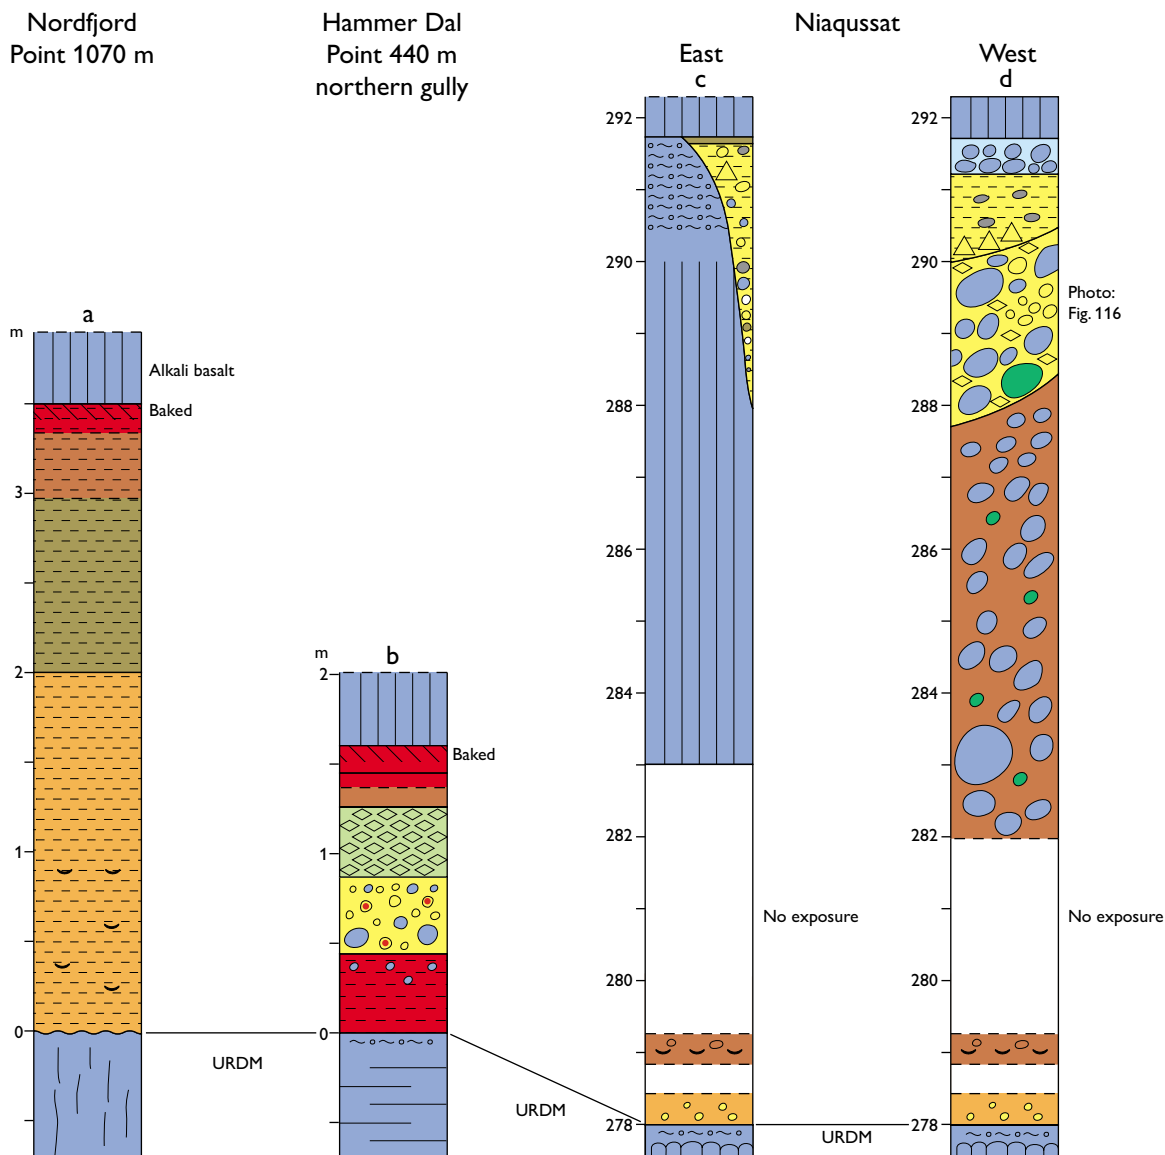 Nordfjord
Point 1070 m
Hammer Dal
Point 440 m
northern gully
Niaqussat
East
c
West
d
a
m
Alkali basalt
Baked
3
2
1
0
URDM
b
m
2
Baked
1
0
URDM
292
290
288
286
284
282
280
278
No exposure
URDM
292
290
288
286
284
282
280
278
Photo:
Fig. 116
No exposure